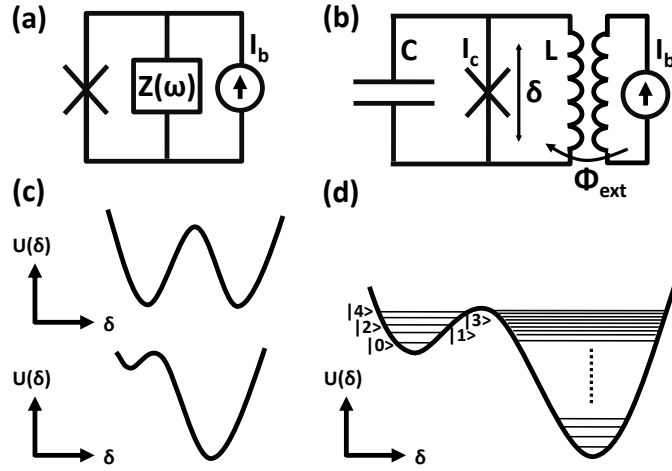 (a)
I_b
Z(ω)
(b)
C
I_c
δ
L
I_b
Φ_ext
(c)
U(δ)
δ
U(δ)
δ
(d)
|4>
|2>
|0>
|3>
|1>
U(δ)
δ